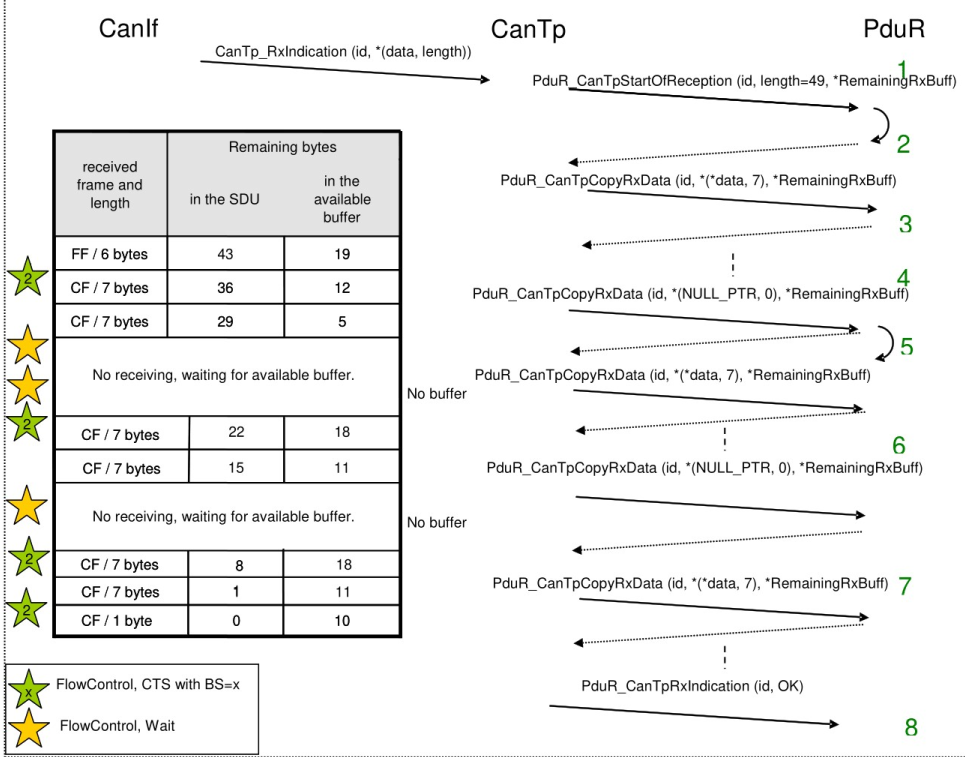 CanIf
CanTp
PduR
CanTp_RxIndication (id, *(data, length))
1
PduR_CanTpStartOfReception (id, length=49, *RemainingRxBuff)
2
PduR_CanTpCopyRxData (id, *(*data, 7), *RemainingRxBuff)
3
4
PduR_CanTpCopyRxData (id, *(NULL_PTR, 0), *RemainingRxBuff)
5
PduR_CanTpCopyRxData (id, *(*data, 7), *RemainingRxBuff)
6
PduR_CanTpCopyRxData (id, *(NULL_PTR, 0), *RemainingRxBuff)
PduR_CanTpCopyRxData (id, *(*data, 7), *RemainingRxBuff)
7
PduR_CanTpRxIndication (id, OK)
8
received
frame and
length
Remaining bytes
in the SDU
in the
available
buffer
FF / 6 bytes 43 19
2
CF / 7 bytes 36 12
CF / 7 bytes 29 5
No receiving, waiting for available buffer.
No buffer
2
CF / 7 bytes 22 18
CF / 7 bytes 15 11
No receiving, waiting for available buffer.
No buffer
2
CF / 7 bytes 8 18
CF / 7 bytes 1 11
2
CF / 1 byte 0 10
x
FlowControl, CTS with BS=x
FlowControl, Wait